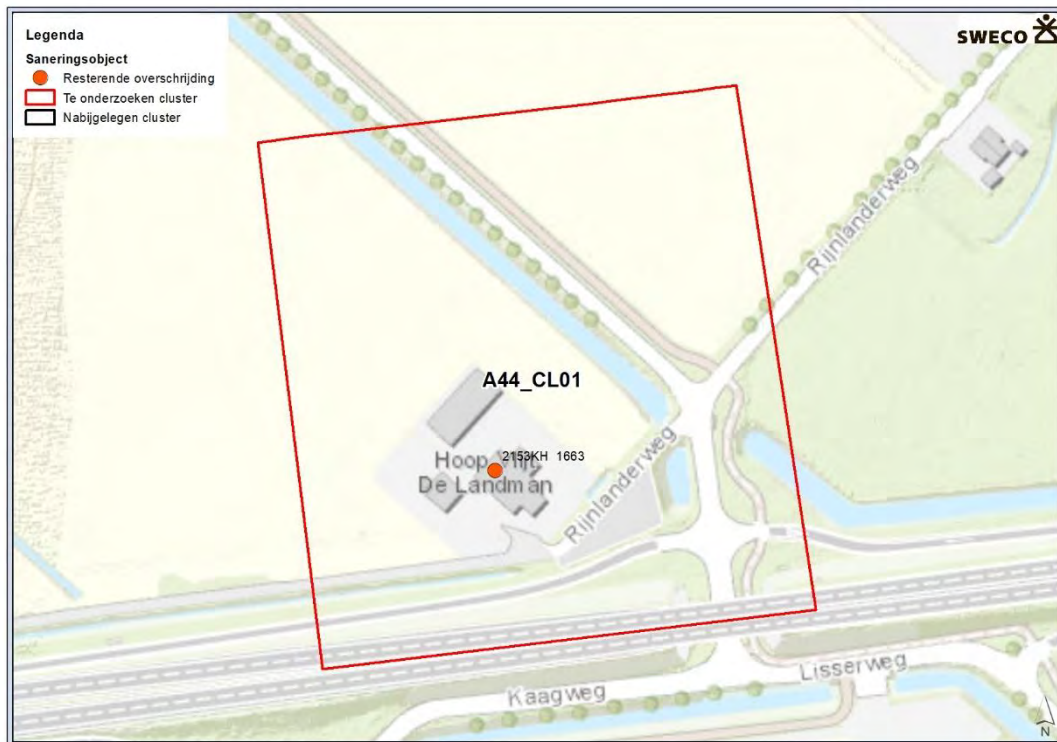 Legenda
Saneringsobject
Resterende overschrijding
Te onderzoeken cluster
Nabijgelegen cluster
SWECO
Rijnlanderweg
A44_CL01
2153KH 1663
Hoop
De Landman
Rijnlanderweg
Kaagweg
Lisserweg
N